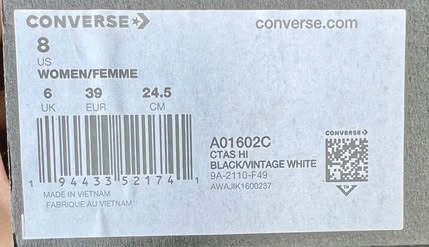 CONVERSE
converse.com
8
US
WOMEN/FEMME
6 39 24.5
UK EUR CM
1 94433 52174 1
MADE IN VIETNAM
FABRIQUE AU VIETNAM
A01602C
CTAS HI
BLACK/VINTAGE WHITE
9A-2110-F49
AWAJIK1600237
CONVERSE